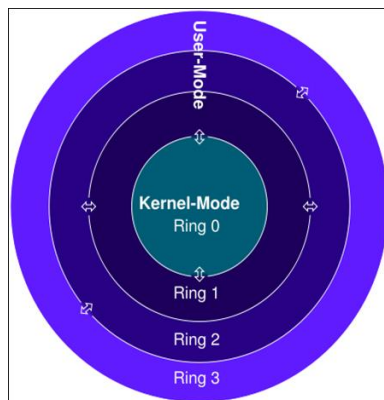 User-Mode
Kernel-Mode
Ring 0
Ring 1
Ring 2
Ring 3